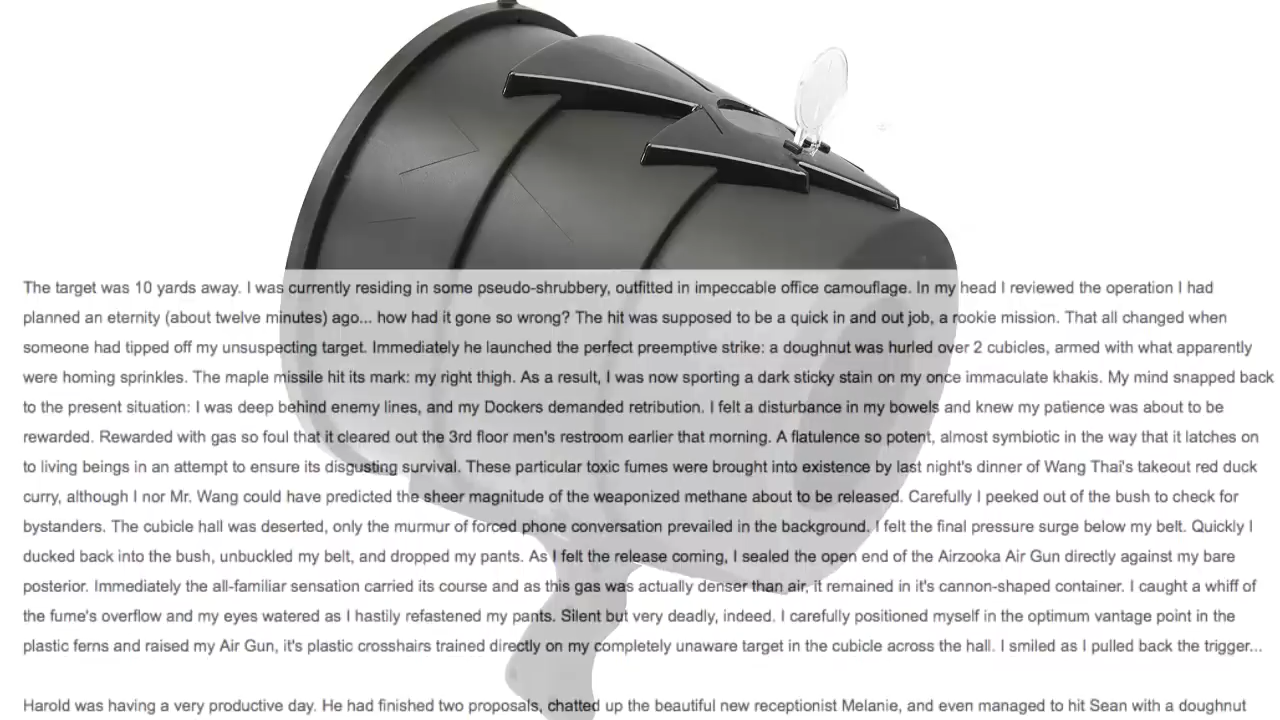 The target was 10 yards away. I was currently residing in some pseudo-shrubbery, outfitted in impeccable office camouflage. In my head I reviewed the operation I had
planned an eternity (about twelve minutes) ago... how had it gone so wrong? The hit was supposed to be a quick in and out job, a rookie mission. That all changed when
someone had tipped off my unsuspecting target. Immediately he launched the perfect preemptive strike: a doughnut was hurled over 2 cubicles, armed with what apparently
were homing sprinkles. The maple missile hit its mark: my right thigh. As a result, I was now sporting a dark sticky stain on my once immaculate khakis. My mind snapped back
to the present situation: I was deep behind enemy lines, and my Dockers demanded retribution. I felt a disturbance in my bowels and knew my patience was about to be
rewarded. Rewarded with gas so foul that it cleared out the 3rd floor men's restroom earlier that morning. A flatulence so potent, almost symbiotic in the way that it latches on
to living beings in an attempt to ensure its disgusting survival. These particular toxic fumes were brought into existence by last night's dinner of Wang Thai's takeout red duck
curry, although I nor Mr. Wang could have predicted the sheer magnitude of the weaponized methane about to be released. Carefully I peeked out of the bush to check for
bystanders. The cubicle hall was deserted, only the murmur of forced phone conversation prevailed in the background. I felt the final pressure surge below my belt. Quickly I
ducked back into the bush, unbuckled my belt, and dropped my pants. As I felt the release coming, I sealed the open end of the Airzooka Air Gun directly against my bare
posterior. Immediately the all-familiar sensation carried its course and as this gas was actually denser than air, it remained in it's cannon-shaped container. I caught a whiff of
the fume's overflow and my eyes watered as I hastily refastened my pants. Silent but very deadly, indeed. I carefully positioned myself in the optimum vantage point in the
plastic ferns and raised my Air Gun, it's plastic crosshairs trained directly on my completely unaware target in the cubicle across the hall. I smiled as I pulled back the trigger...
Harold was having a very productive day. He had finished two proposals, chatted up the beautiful new receptionist Melanie, and even managed to hit Sean with a doughnut